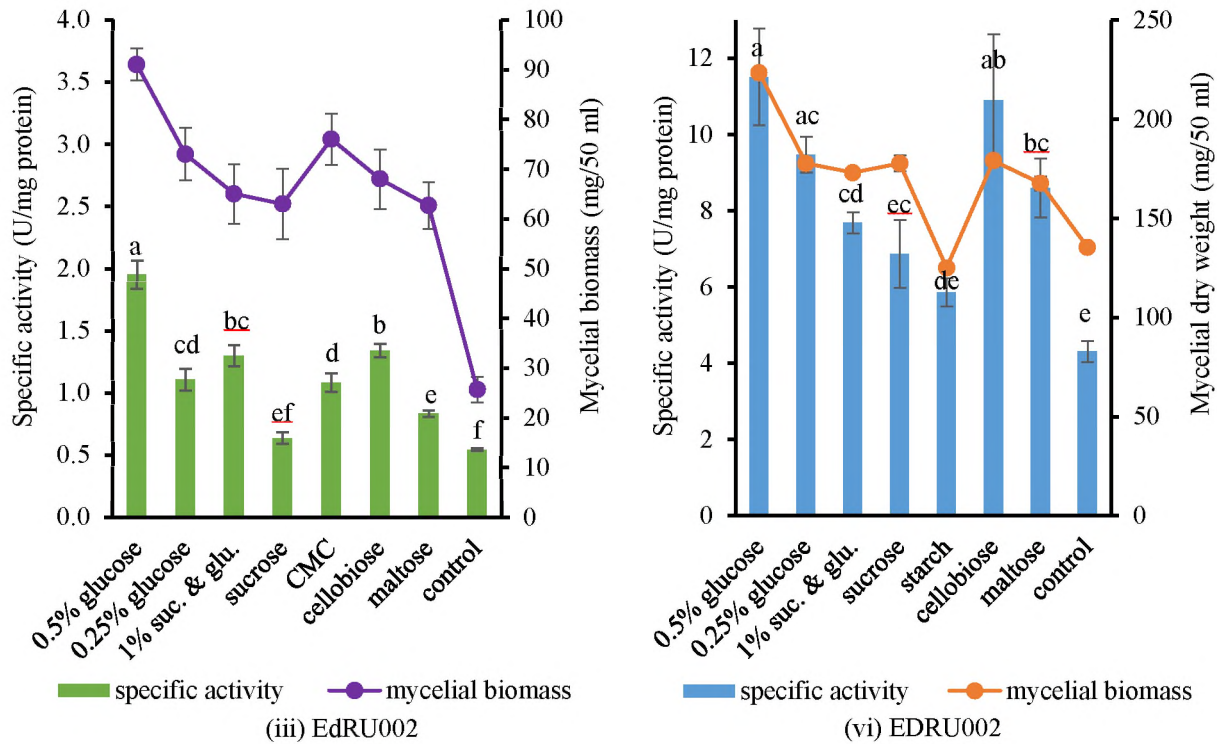 4.0
3.5
3.0
2.5
2.0
1.5
1.0
0.5
0.0
Specific activity (U/mg protein)
100
90
80
70
60
50
40
30
20
10
0
Mycelial biomass (mg/50 ml)
a
cd
bc
ef
d
b
e
f
0.5% glucose
0.25% glucose
1% suc. & glu.
sucrose
CMC
cellobiose
maltose
control
specific activity
mycelial biomass
(iii) EdRU002
12
10
8
6
4
2
0
Specific activity (U/mg protein)
250
200
150
100
50
0
Mycelial dry weight (mg/50 ml)
a
ac
cd
ec
de
ab
bc
e
0.5% glucose
0.25% glucose
1% suc. & glu.
sucrose
starch
cellobiose
maltose
control
specific activity
mycelial biomass
(vi) EDRU002